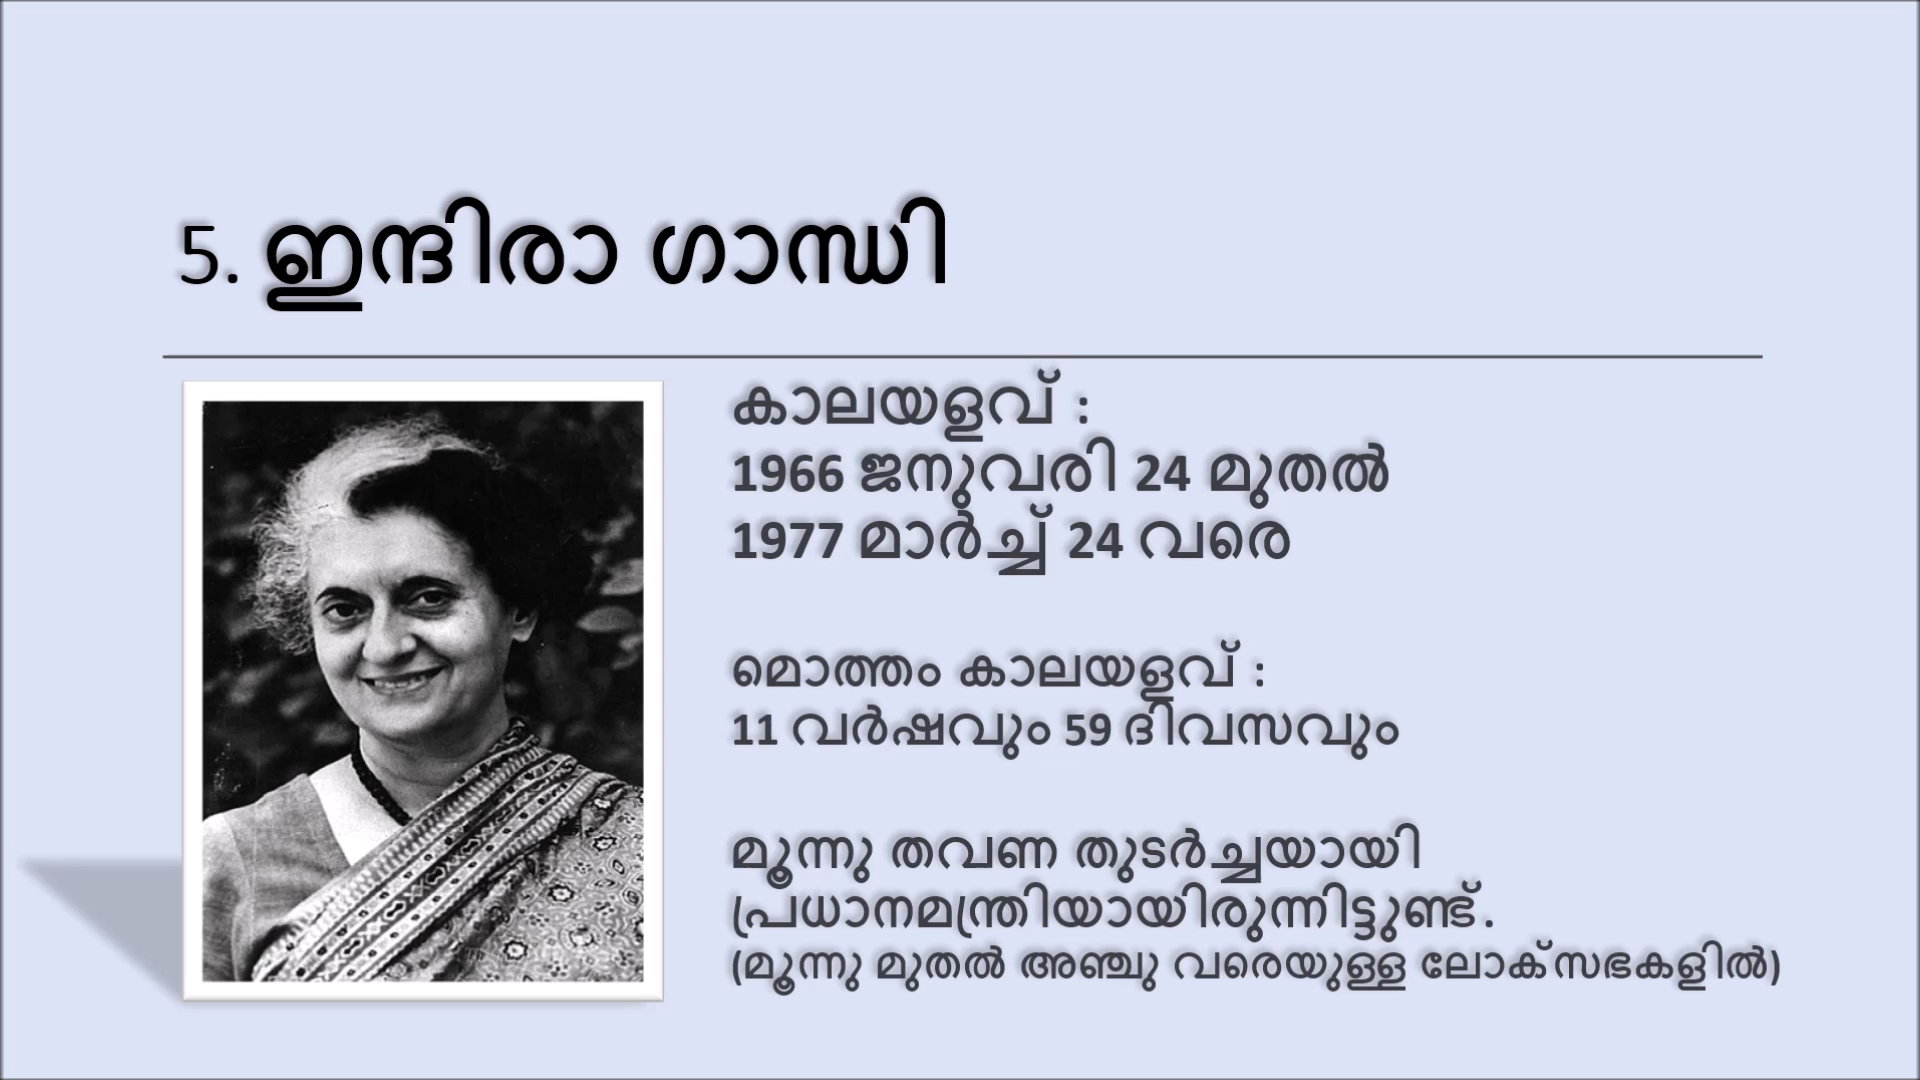 5. ഇന്ദിരാ ഗാന്ധി
കാലയളവ് :
1966 ജനുവരി 24 മുതൽ
1977 മാർച്ച് 24 വരെ
മൊത്തം കാലയളവ് :
11 വർഷവും 59 ദിവസവും
മൂന്നു തവണ തുടർച്ചയായി
പ്രധാനമന്ത്രിയായിരുന്നിട്ടുണ്ട്.
(മൂന്നു മുതൽ അഞ്ചു വരെയുള്ള ലോക്സഭകളിൽ)